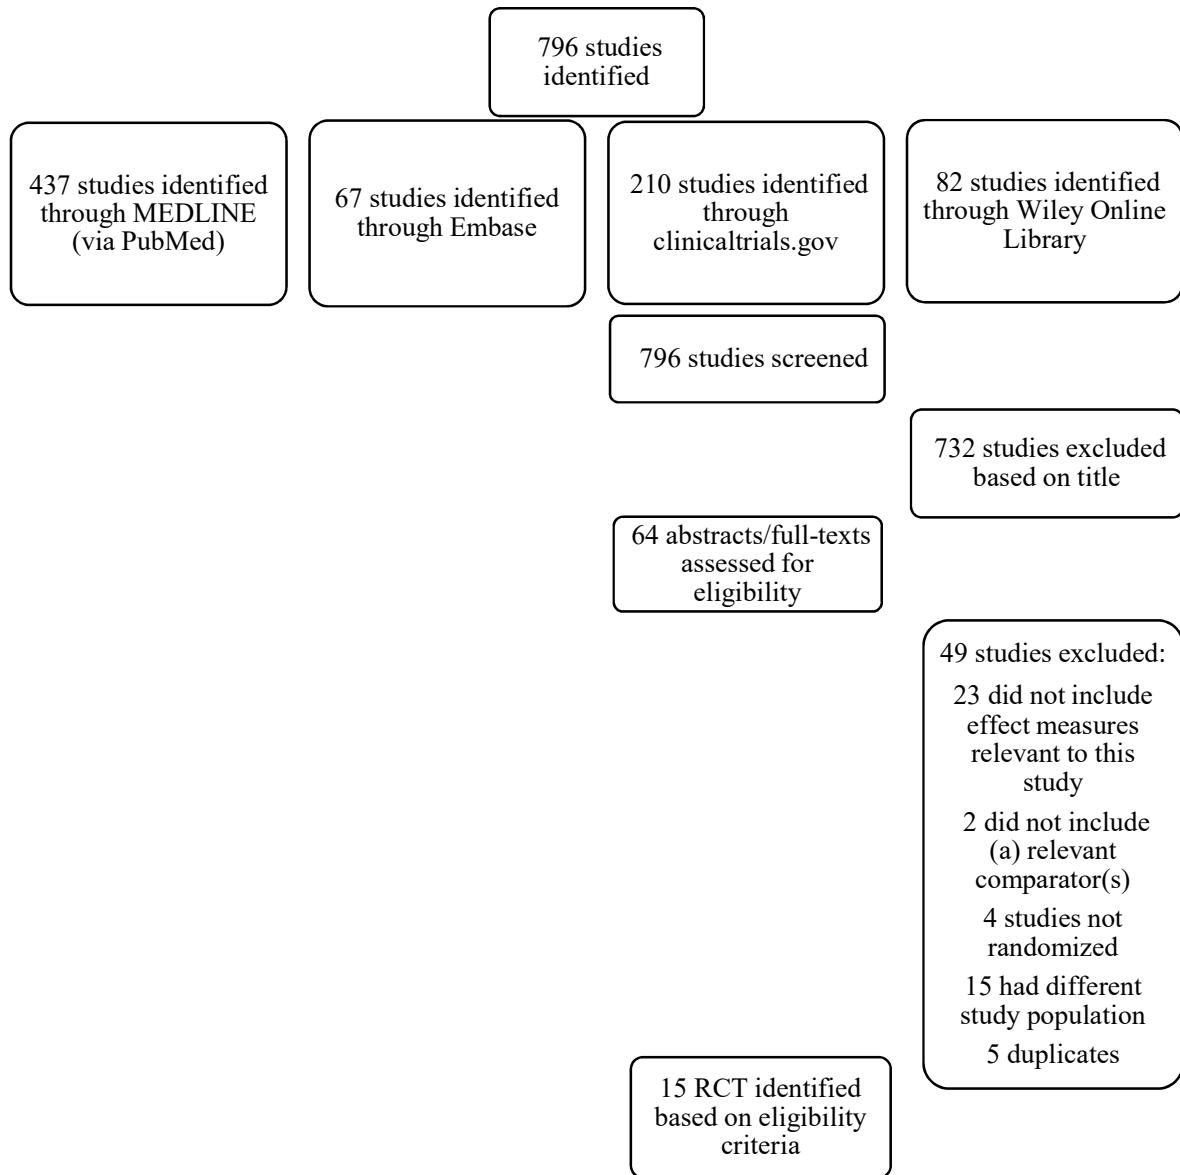 796 studies
identified
437 studies identified
through MEDLINE
(via PubMed)
67 studies identified
through Embase
210 studies identified
through
clinicaltrials.gov
82 studies identified
through Wiley Online
Library
796 studies screened
732 studies excluded
based on title
64 abstracts/full-texts
assessed for
eligibility
49 studies excluded:
23 did not include
effect measures
relevant to this
study
2 did not include
(a) relevant
comparator(s)
4 studies not
randomized
15 had different
study population
5 duplicates
15 RCT identified
based on eligibility
criteria